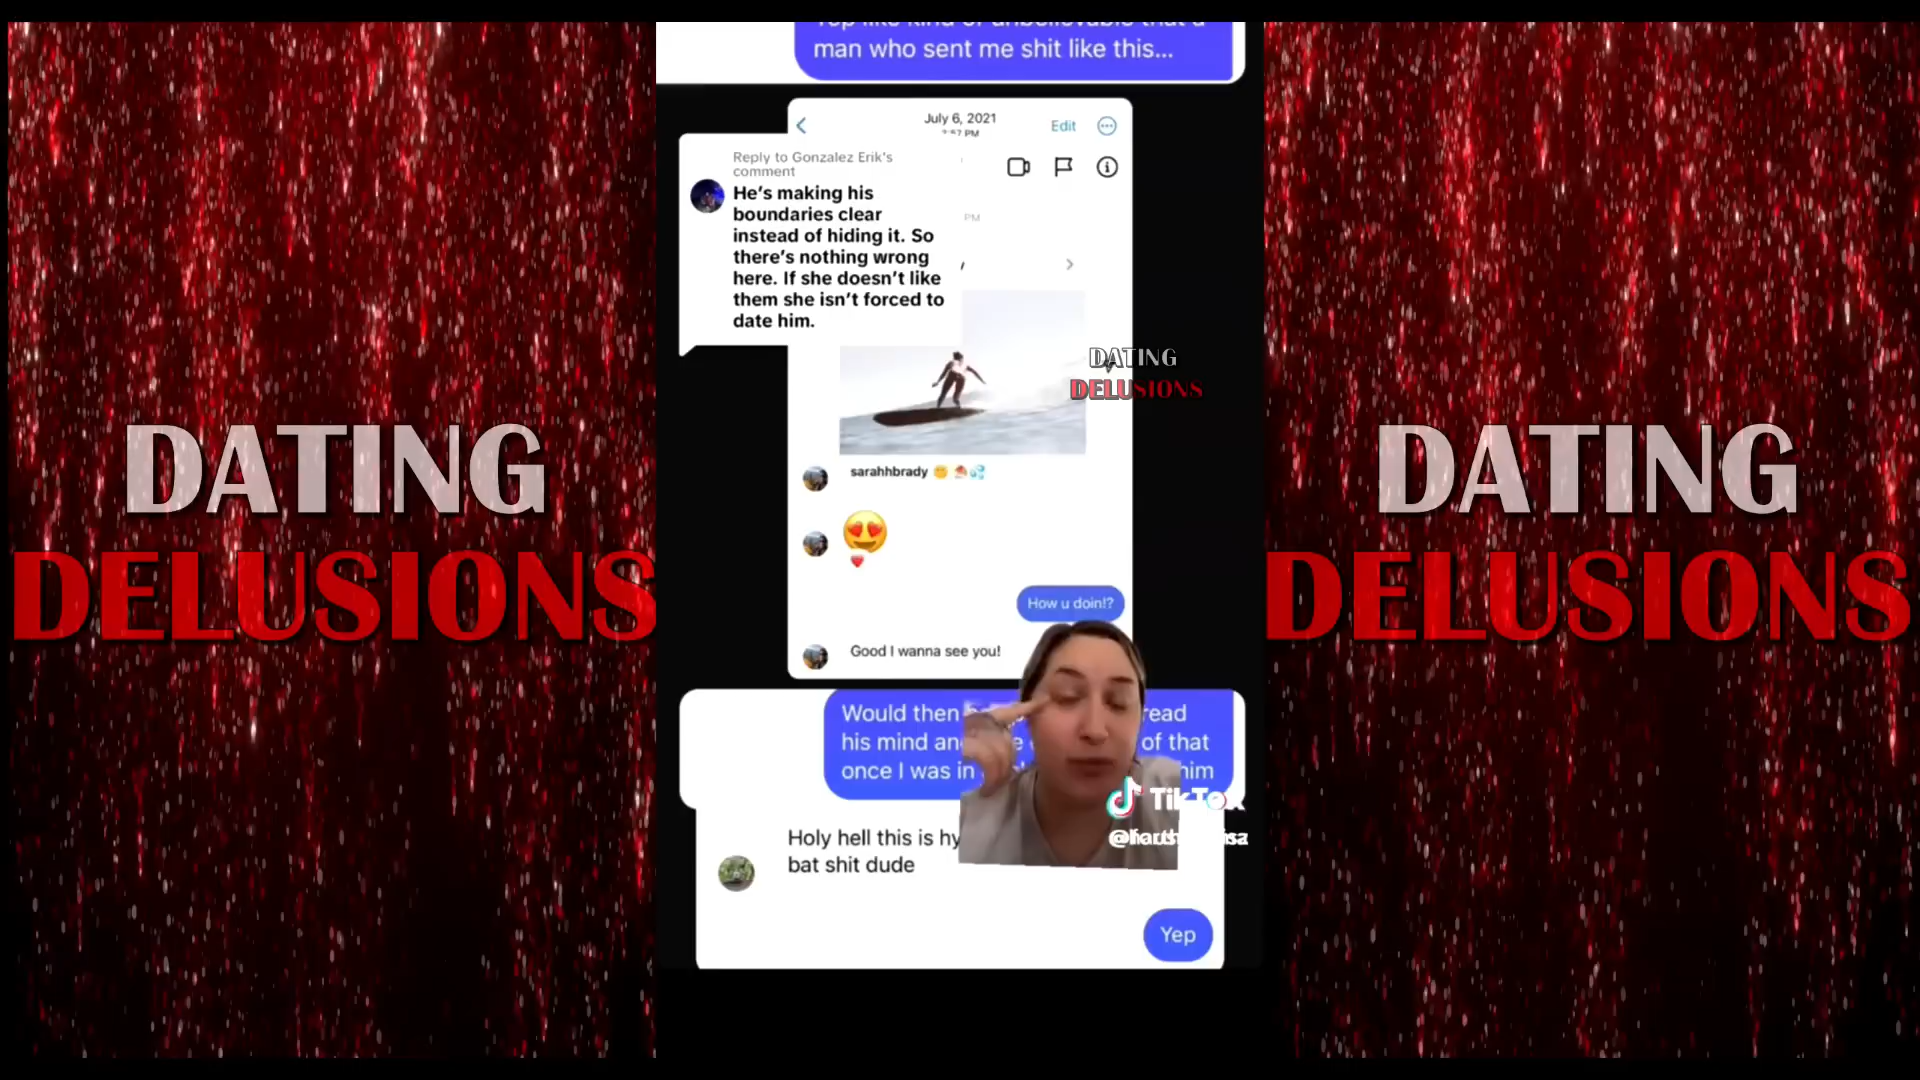 man who sent me shit like this...
July 6, 2021
Edit
Reply to Gonzalez Erik's
comment
He's making his
boundaries clear
instead of hiding it. So
there's nothing wrong
here. If she doesn't like
them she isn't forced to
date him.
PM
DATING
DELUSIONS
sarahhbrady
How u doin!?
Good I wanna see you!
Would then read
his mind of that
once I was in him
Holy hell this is
bat shit dude
Yep
TikTok
DATING
DELUSIONS
DATING
DELUSIONS